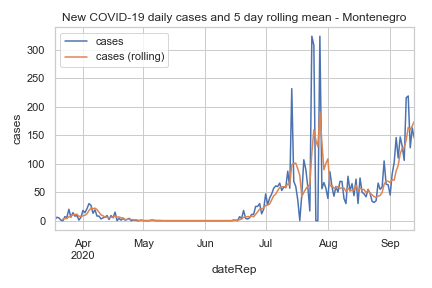 New COVID-19 daily cases and 5 day rolling mean - Montenegro
cases
cases (rolling)
300
250
200
150
100
50
0
cases
Apr
2020
May
Jun
Jul
Aug
Sep
dateRep